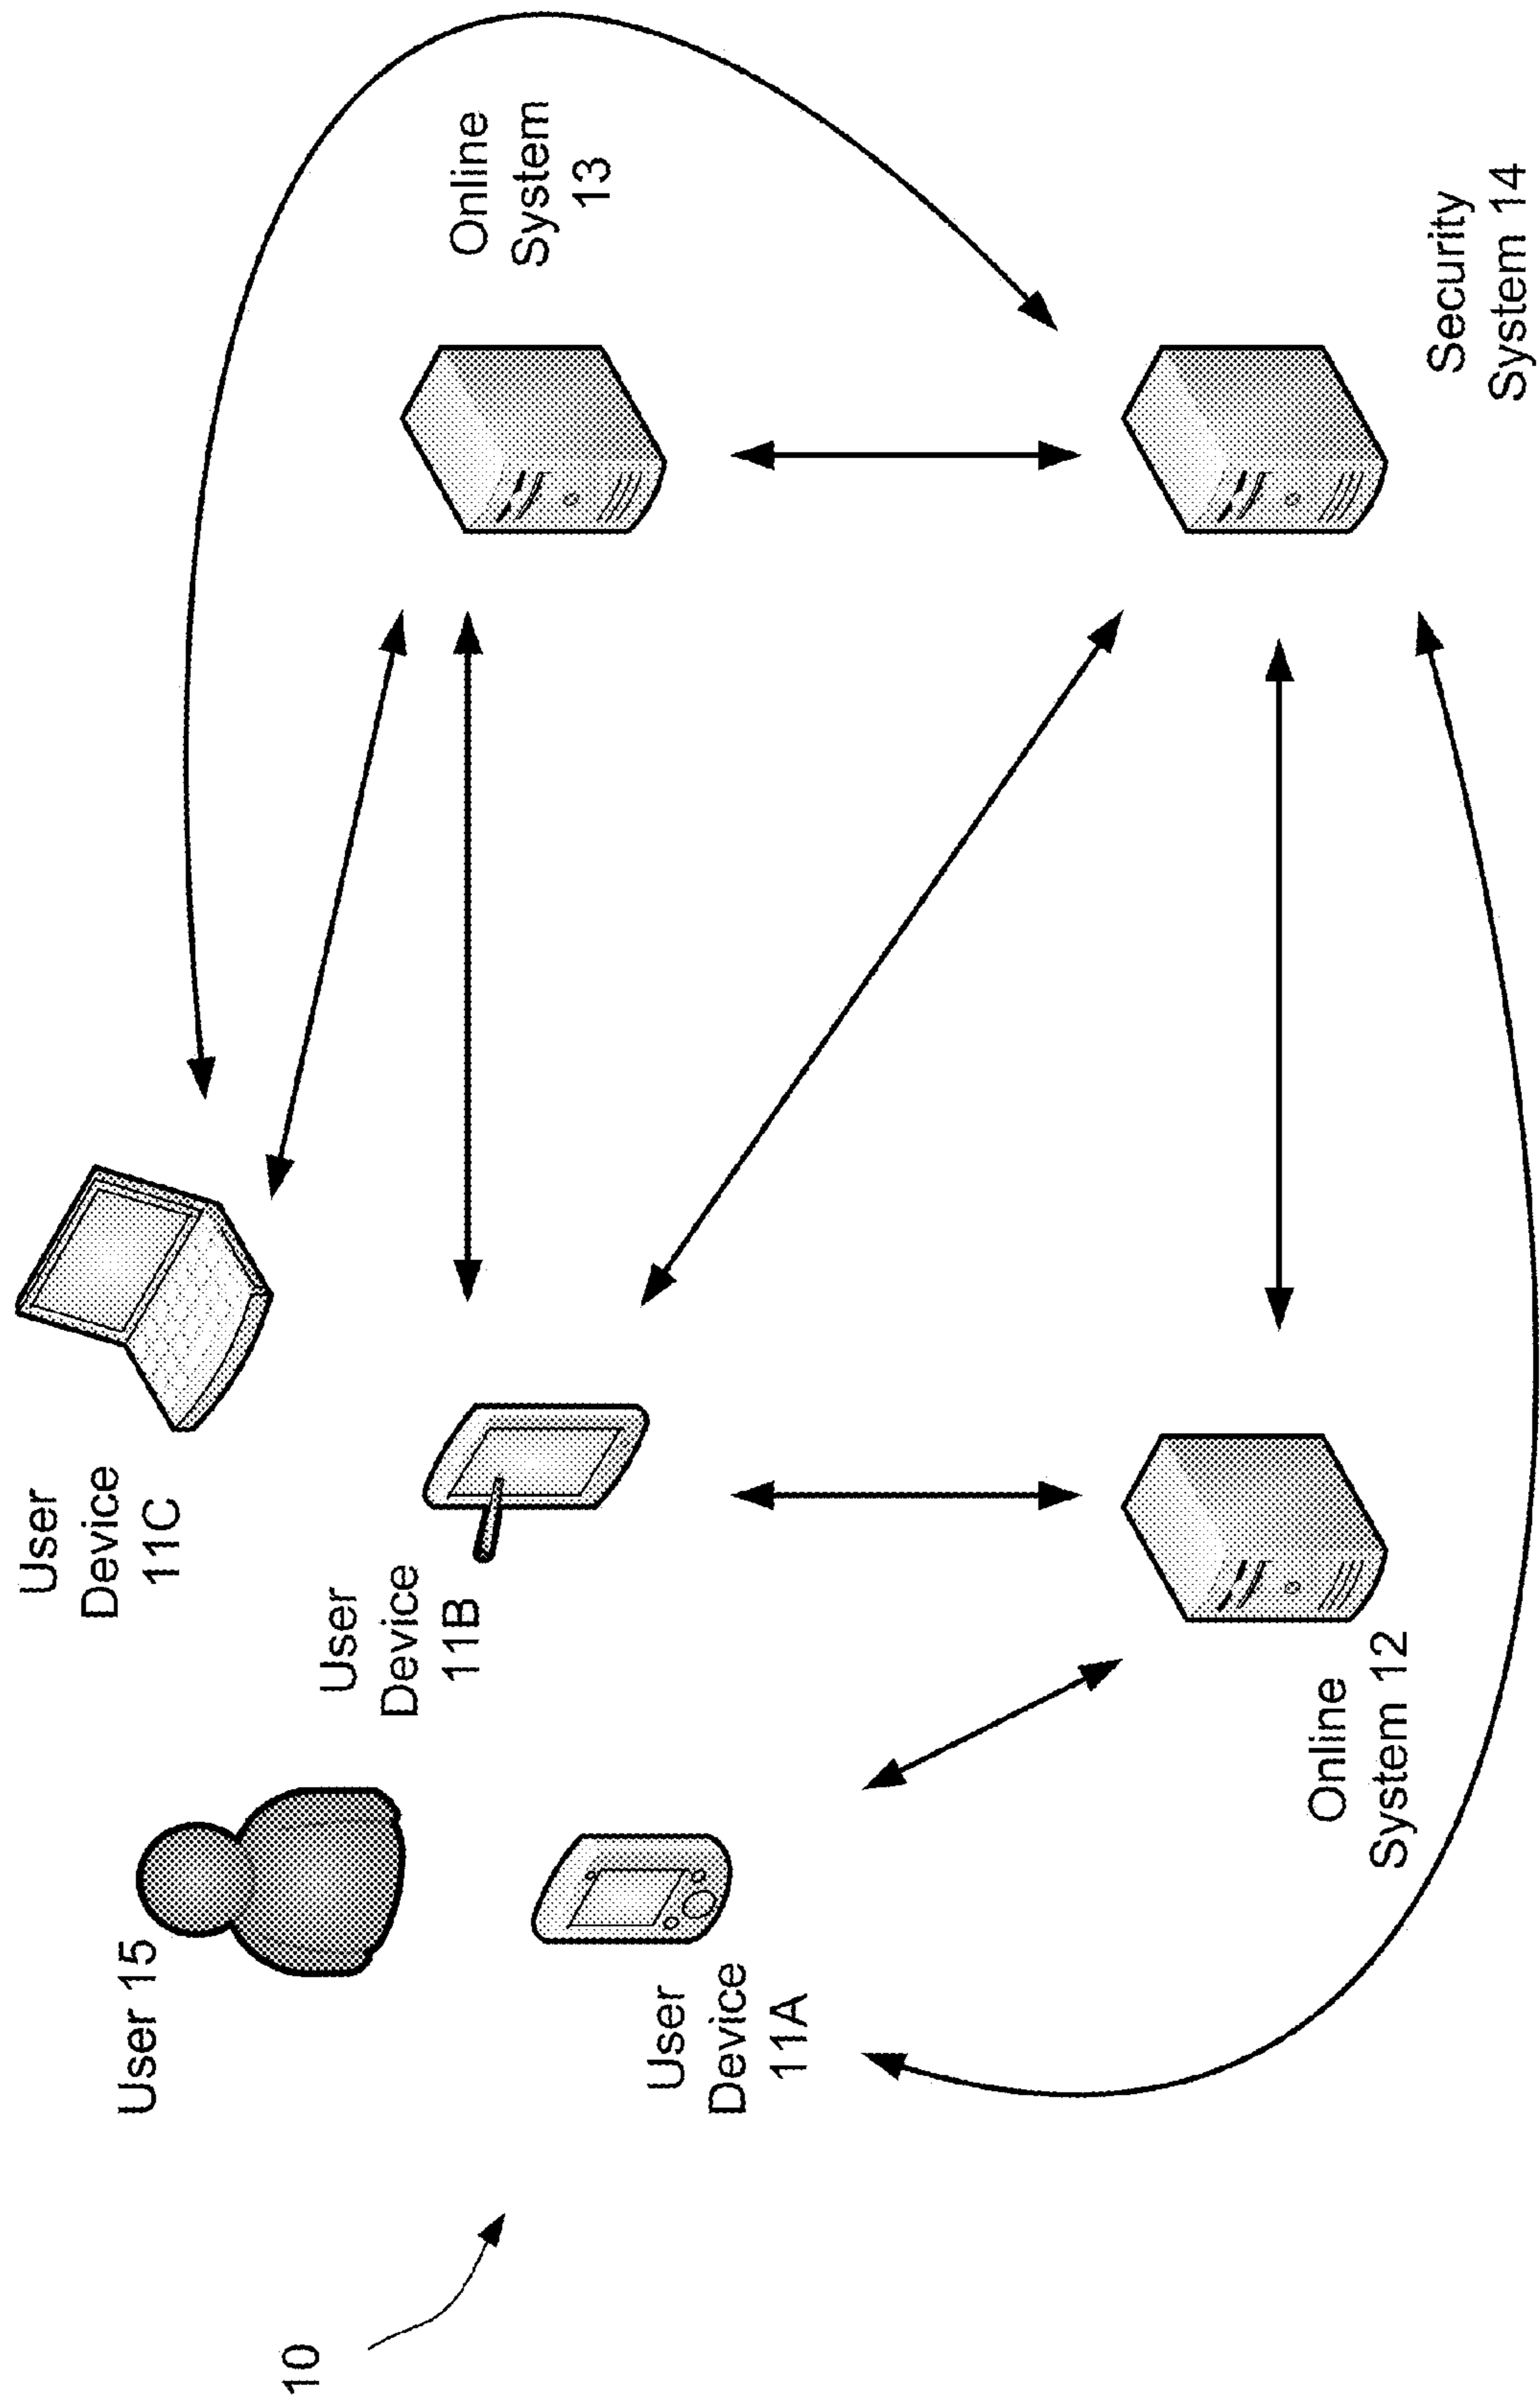 10
User 15
User
Device
11A
User
Device
11B
User
Device
11C
Online
System
13
Online
System 12
Security
System 14